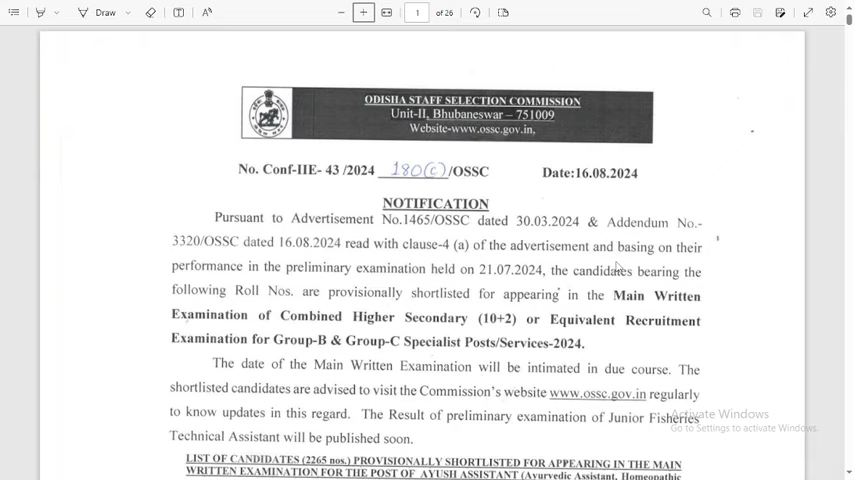 Draw
1 of 26
ODISHA STAFF SELECTION COMMISSION
Unit-II, Bhubaneswar – 751009
Website-www.ossc.gov.in,
No. Conf-IIE- 43 /2024 180(c)/OSSC Date:16.08.2024
NOTIFICATION
Pursuant to Advertisement No.1465/OSSC dated 30.03.2024 & Addendum No.-
3320/OSSC dated 16.08.2024 read with clause-4 (a) of the advertisement and basing on their
performance in the preliminary examination held on 21.07.2024, the candidates bearing the
following Roll Nos. are provisionally shortlisted for appearing in the Main Written
Examination of Combined Higher Secondary (10+2) or Equivalent Recruitment
Examination for Group-B & Group-C Specialist Posts/Services-2024.
The date of the Main Written Examination will be intimated in due course. The
shortlisted candidates are advised to visit the Commission's website www.ossc.gov.in regularly
to know updates in this regard. The Result of preliminary examination of Junior Fisheries
Technical Assistant will be published soon.
Activate Windows
Go to Settings to activate Windows.
LIST OF CANDIDATES (2265 nos.) PROVISIONALLY SHORTLISTED FOR APPEARING IN THE MAIN
WRITTEN EXAMINATION FOR THE POST OF AYUSH ASSISTANT (Ayurvedic Assistant, Homeopathic